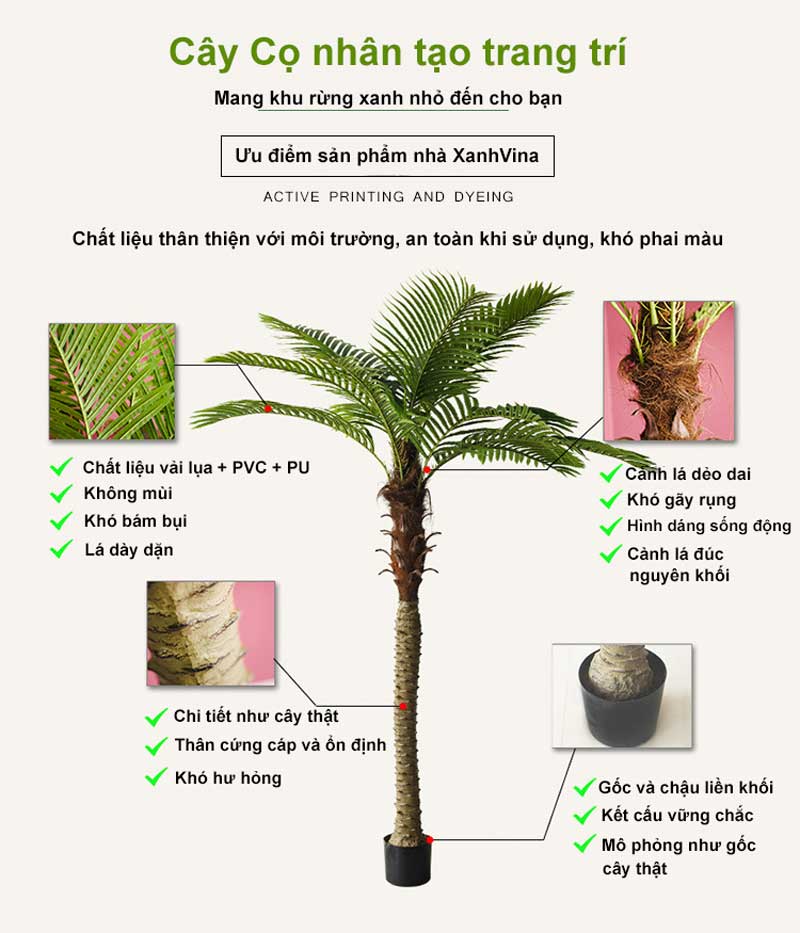 Cây Cọ nhân tạo trang trí
Mang khu rừng xanh nhỏ đến cho bạn
Ưu điểm sản phẩm nhà XanhVina
ACTIVE PRINTING AND DYEING
Chất liệu thân thiện với môi trường, an toàn khi sử dụng, khó phai màu
Chất liệu vải lụa + PVC + PU
Không mùi
Khó bám bụi
Lá dày dặn
Cành lá dẻo dai
Khó gãy rụng
Hình dáng sống động
Cành lá đúc
nguyên khối
Chi tiết như cây thật
Thân cứng cáp và ổn định
Khó hư hỏng
Gốc và chậu liền khối
Kết cấu vững chắc
Mô phỏng như gốc
cây thật